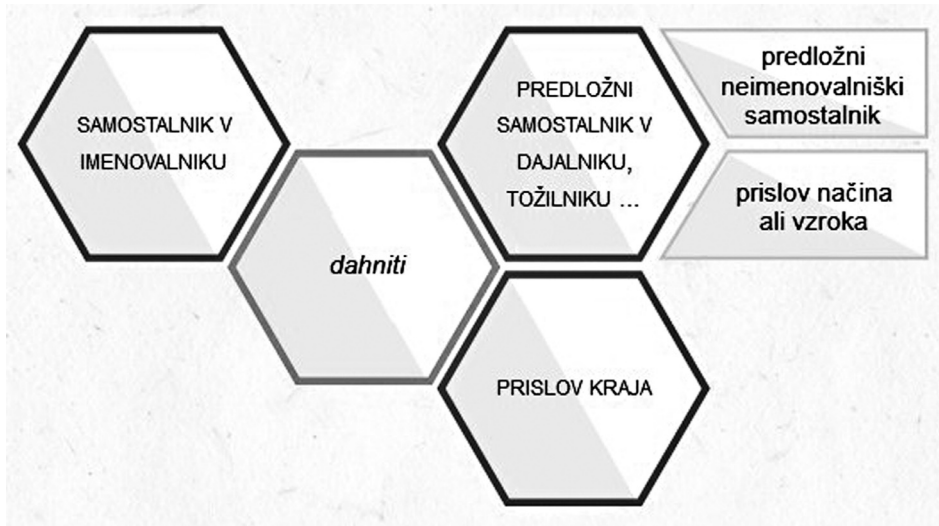 SAMOSTALNIK V
IMENOVALNIKU
dahniti
PREDLOŽNI
SAMOSTALNIK V
DAJALNIKU,
TOŽILNIKU ...
predložni
neimenovalniški
samostalnik
prislov načina
ali vzroka
PRISLOV KRAJA